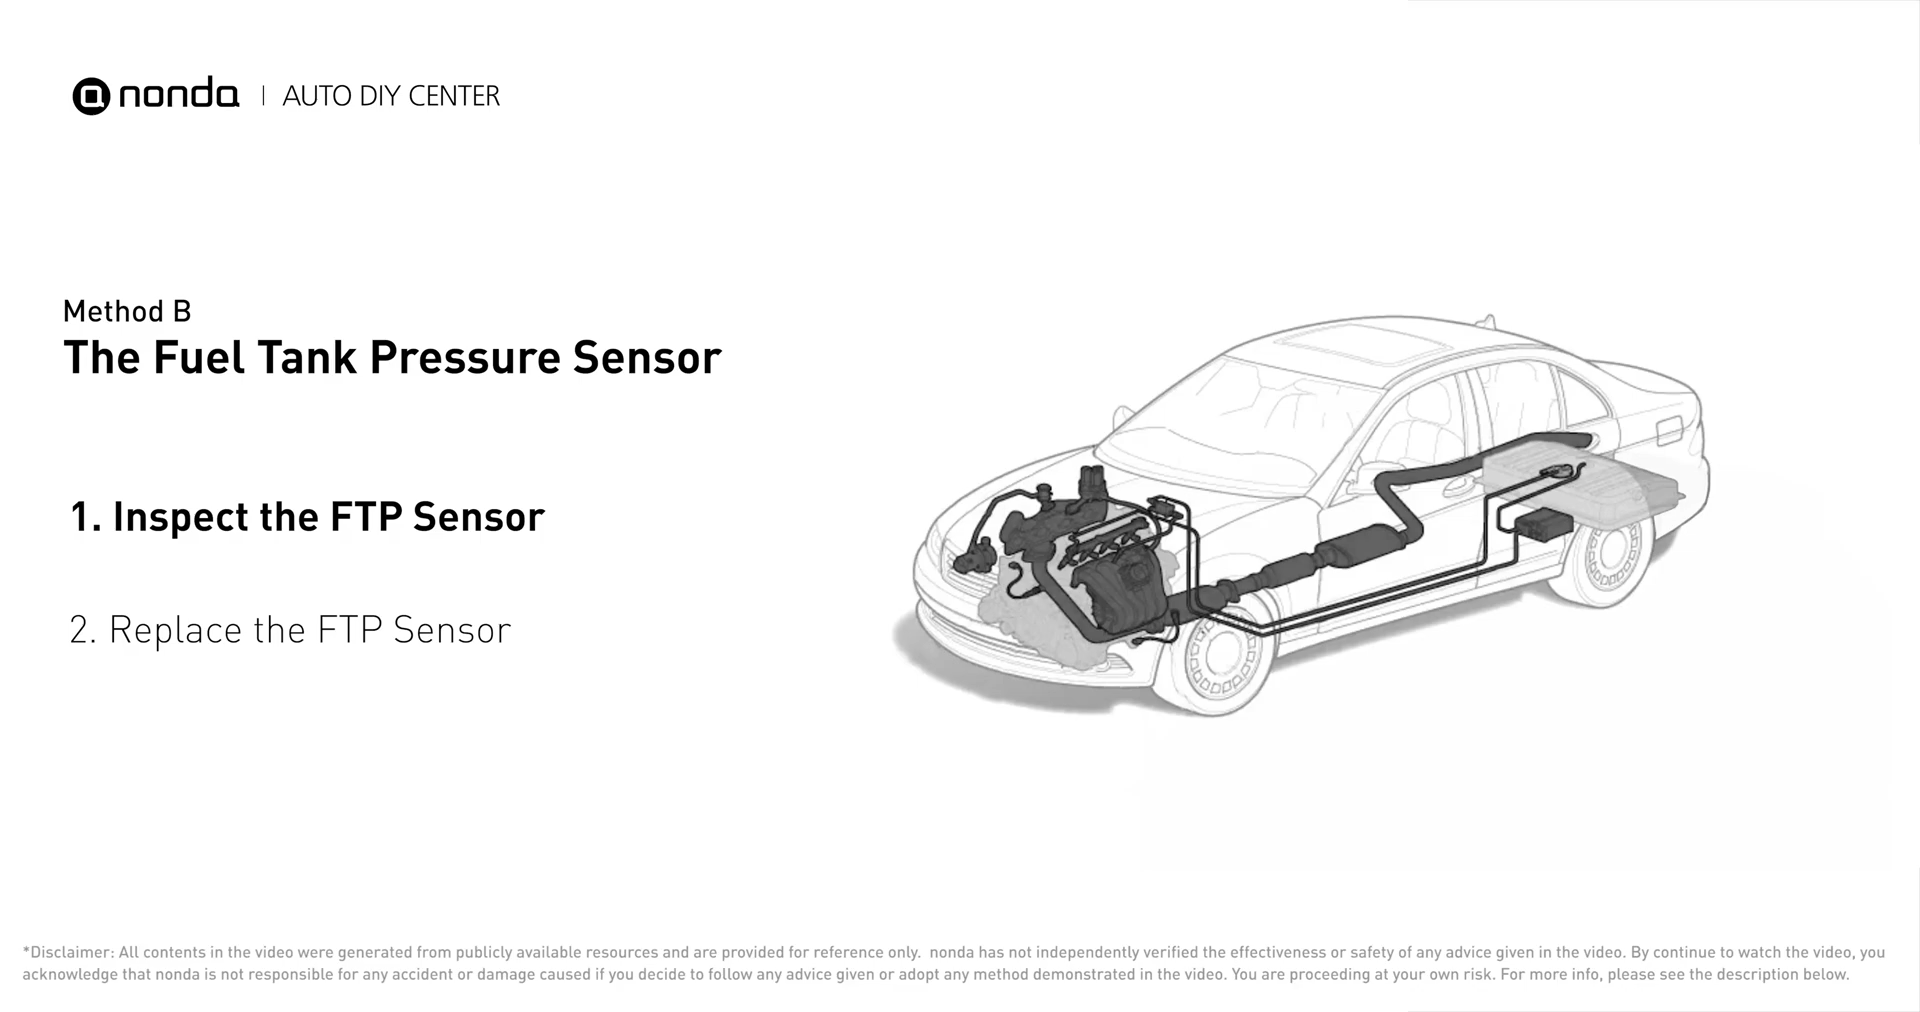 nonda | AUTO DIY CENTER
Method B
The Fuel Tank Pressure Sensor
1. Inspect the FTP Sensor
2. Replace the FTP Sensor
*Disclaimer: All contents in the video were generated from publicly available resources and are provided for reference only.  nonda has not independently verified the effectiveness or safety of any advice given in the video. By continue to watch the video, you
acknowledge that nonda is not responsible for any accident or damage caused if you decide to follow any advice given or adopt any method demonstrated in the video. You are proceeding at your own risk. For more info, please see the description below.